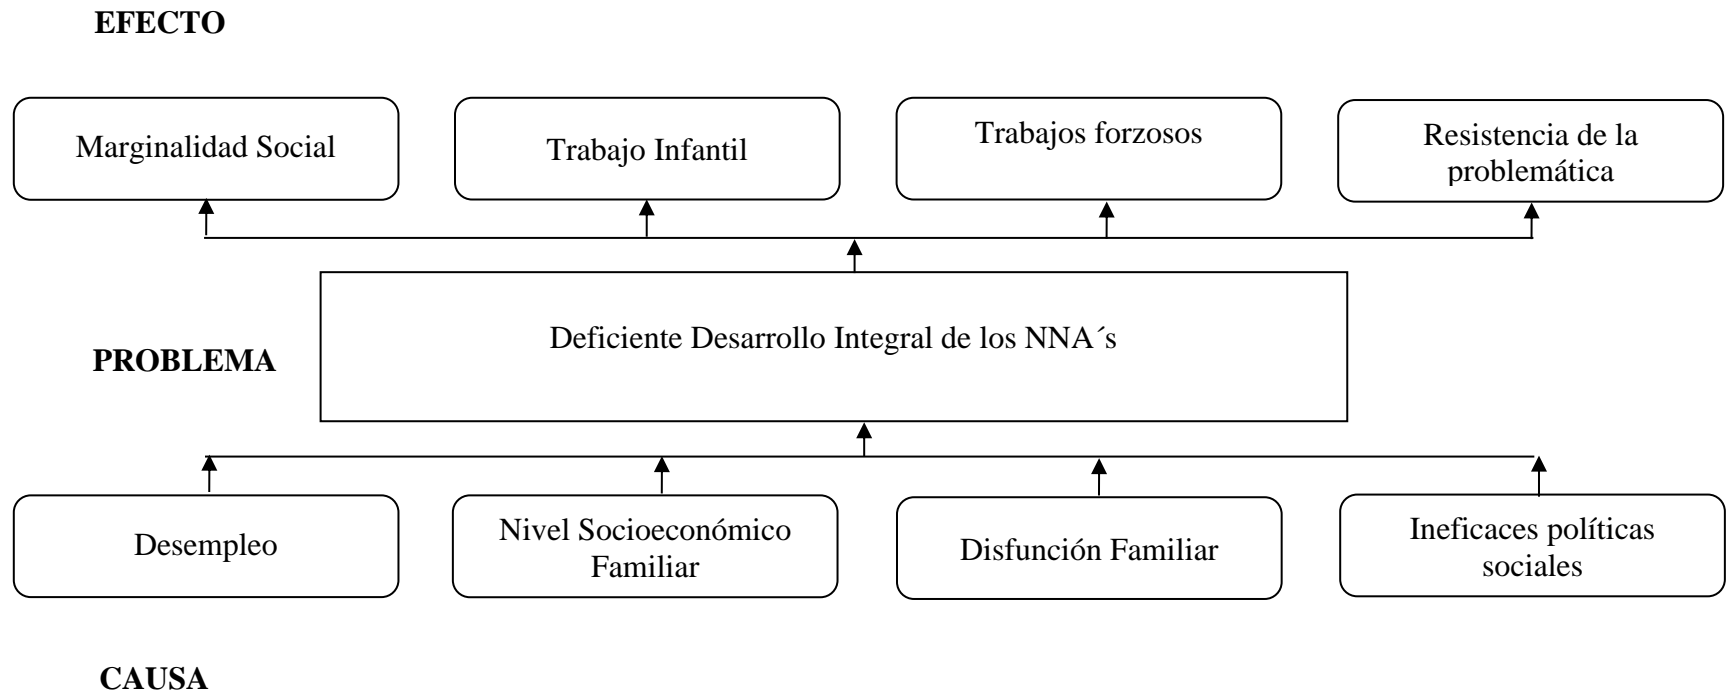 EFECTO
Marginalidad Social
Trabajo Infantil
Trabajos forzosos
Resistencia de la
problemática
PROBLEMA
Deficiente Desarrollo Integral de los NNA´s
Desempleo
Nivel Socioeconómico
Familiar
Disfunción Familiar
Ineficaces políticas
sociales
CAUSA